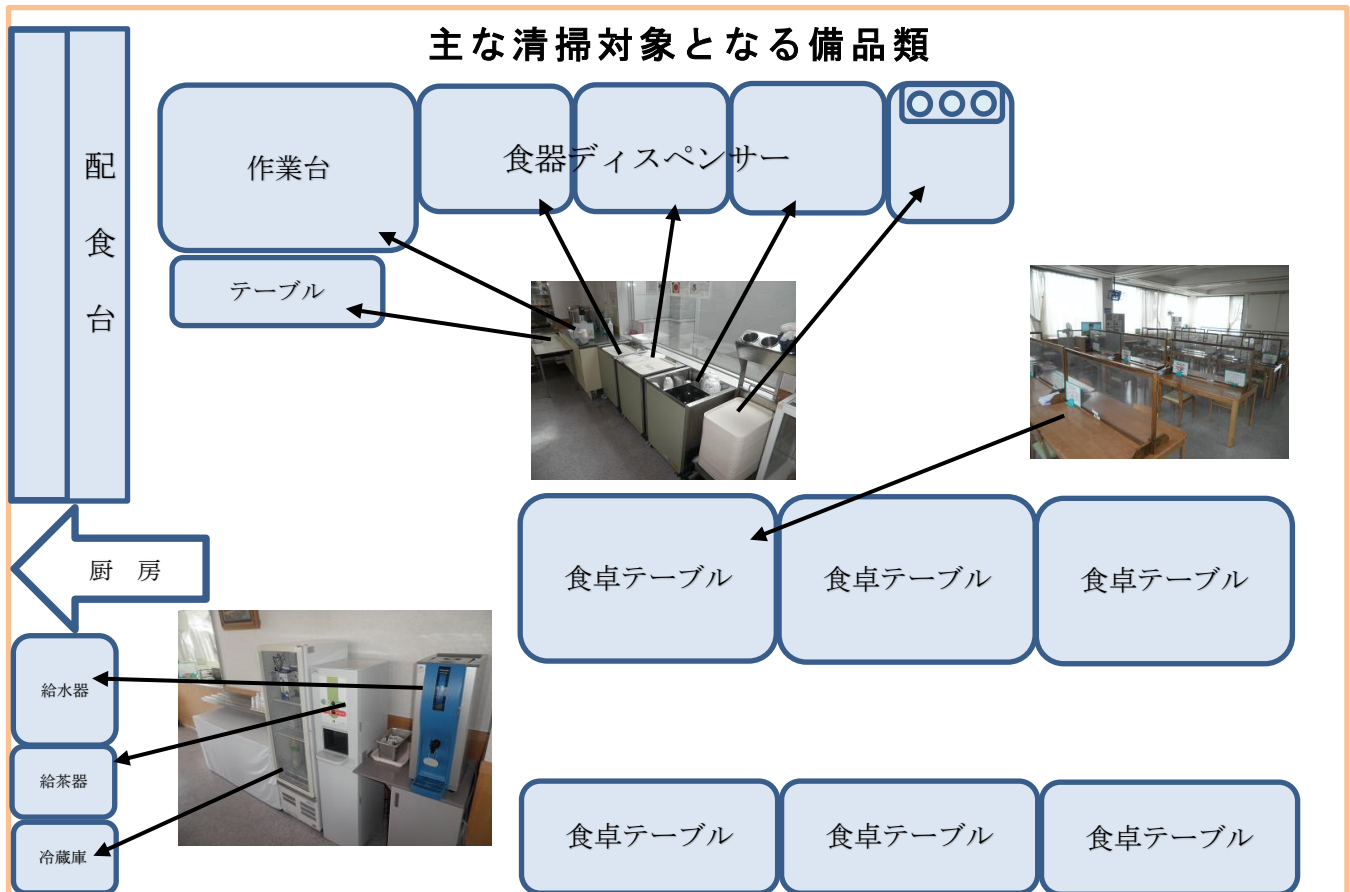 主な清掃対象となる備品類
配食台
作業台
食器ディスペンサー
テーブル
厨 房
食卓テーブル
食卓テーブル
食卓テーブル
給水器
給茶器
冷蔵庫
食卓テーブル
食卓テーブル
食卓テーブル